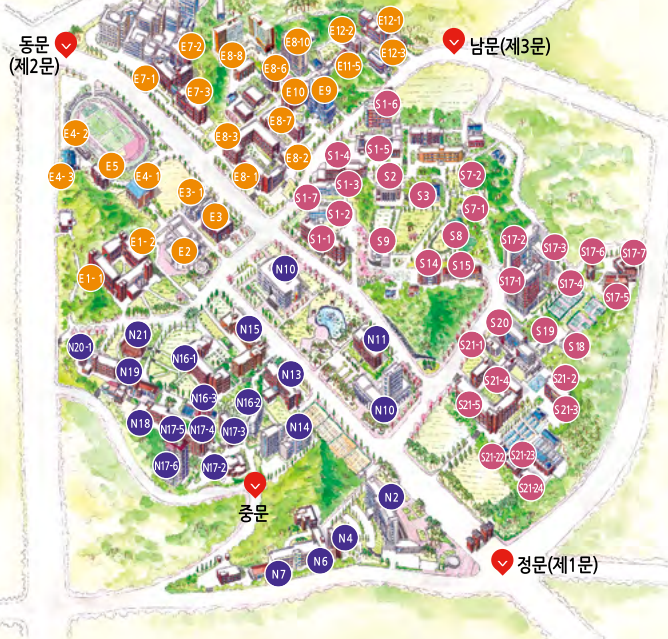 동문
(제2문)
남문(제3문)
E7-2
E8-8
E8-10
E12-2
E12-1
E12-3
E7-1
E7-3
E8-6
E11-5
E10
E9
S1-6
E4-2
E8-3
E8-7
E5
E4-3
E4-1
E8-1
E8-2
S1-4
S1-5
S2
S7-2
E3-1
S1-7
S1-3
S3
E3
S1-2
S7-1
E1-2
E2
S1-1
S9
S8
S17-2
S17-3
S17-6
S17-7
E1-1
N10
S14
S15
S17-1
S17-4
S17-5
N21
N15
N11
S20
S19
N20-1
N16-1
S21-1
S18
N19
N13
S21-4
S21-2
N16-3
N16-2
N10
S21-5
S21-3
N18
N17-5
N17-4
N17-3
N14
N17-6
N17-2
S21-22
S21-23
S21-24
중문
N2
N4
N6
N7
정문(제1문)